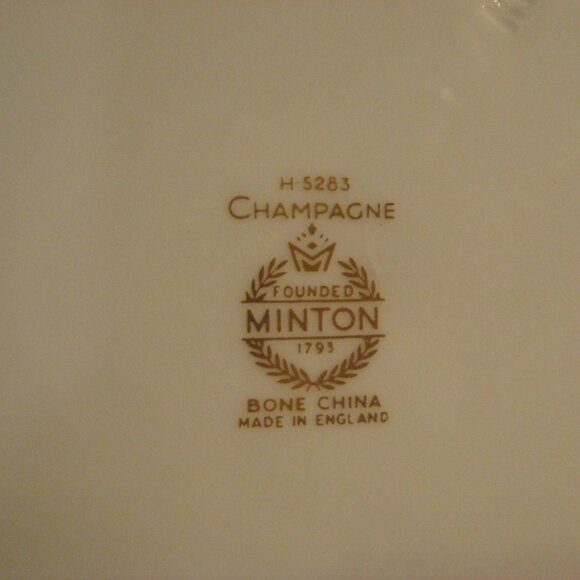 H·5283
CHAMPAGNE
FOUNDED
MINTON
1793
BONE CHINA
MADE IN ENGLAND